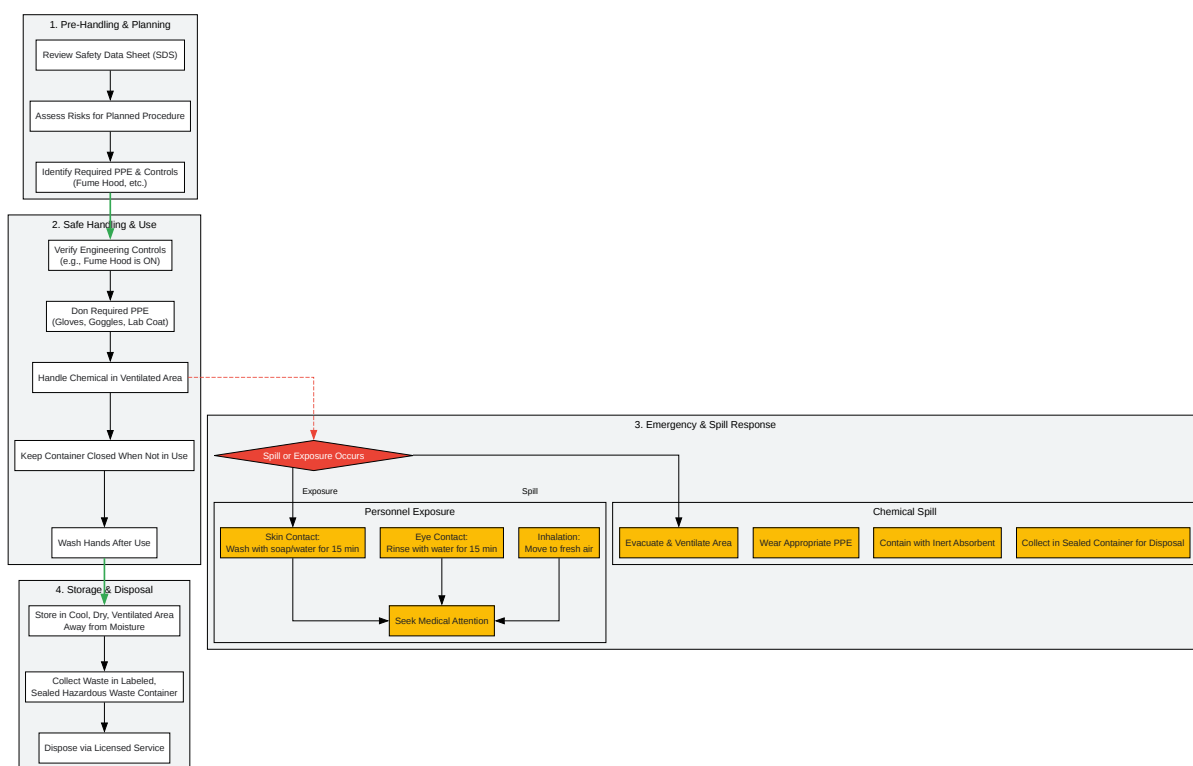 1. Pre-Handling & Planning
Review Safety Data Sheet (SDS)
Assess Risks for Planned Procedure
Identify Required PPE & Controls
(Fume Hood, etc.)
2. Safe Handling & Use
Verify Engineering Controls
(e.g., Fume Hood is ON)
Don Required PPE
(Gloves, Goggles, Lab Coat)
Handle Chemical in Ventilated Area
Keep Container Closed When Not in Use
Wash Hands After Use
3. Emergency & Spill Response
Spill or Exposure Occurs
Exposure
Spill
Personnel Exposure
Skin Contact:
Wash with soap/water for 15 min
Eye Contact:
Rinse with water for 15 min
Inhalation:
Move to fresh air
Seek Medical Attention
Chemical Spill
Evacuate & Ventilate Area
Wear Appropriate PPE
Contain with Inert Absorbent
Collect in Sealed Container for Disposal
4. Storage & Disposal
Store in Cool, Dry, Ventilated Area
Away from Moisture
Collect Waste in Labeled,
Sealed Hazardous Waste Container
Dispose via Licensed Service